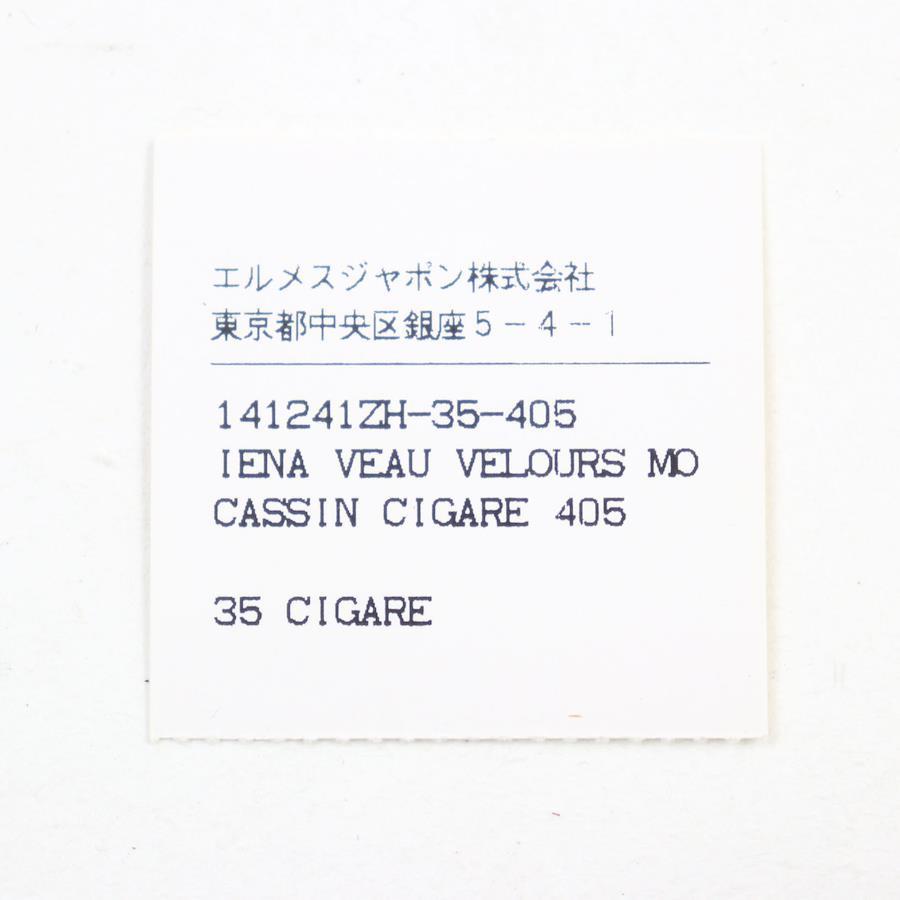 エルメスジャポン株式会社
東京都中央区銀座5-4-1
141241ZH-35-405
IENA VEAU VELOURS MO
CASSIN CIGARE 405
35 CIGARE